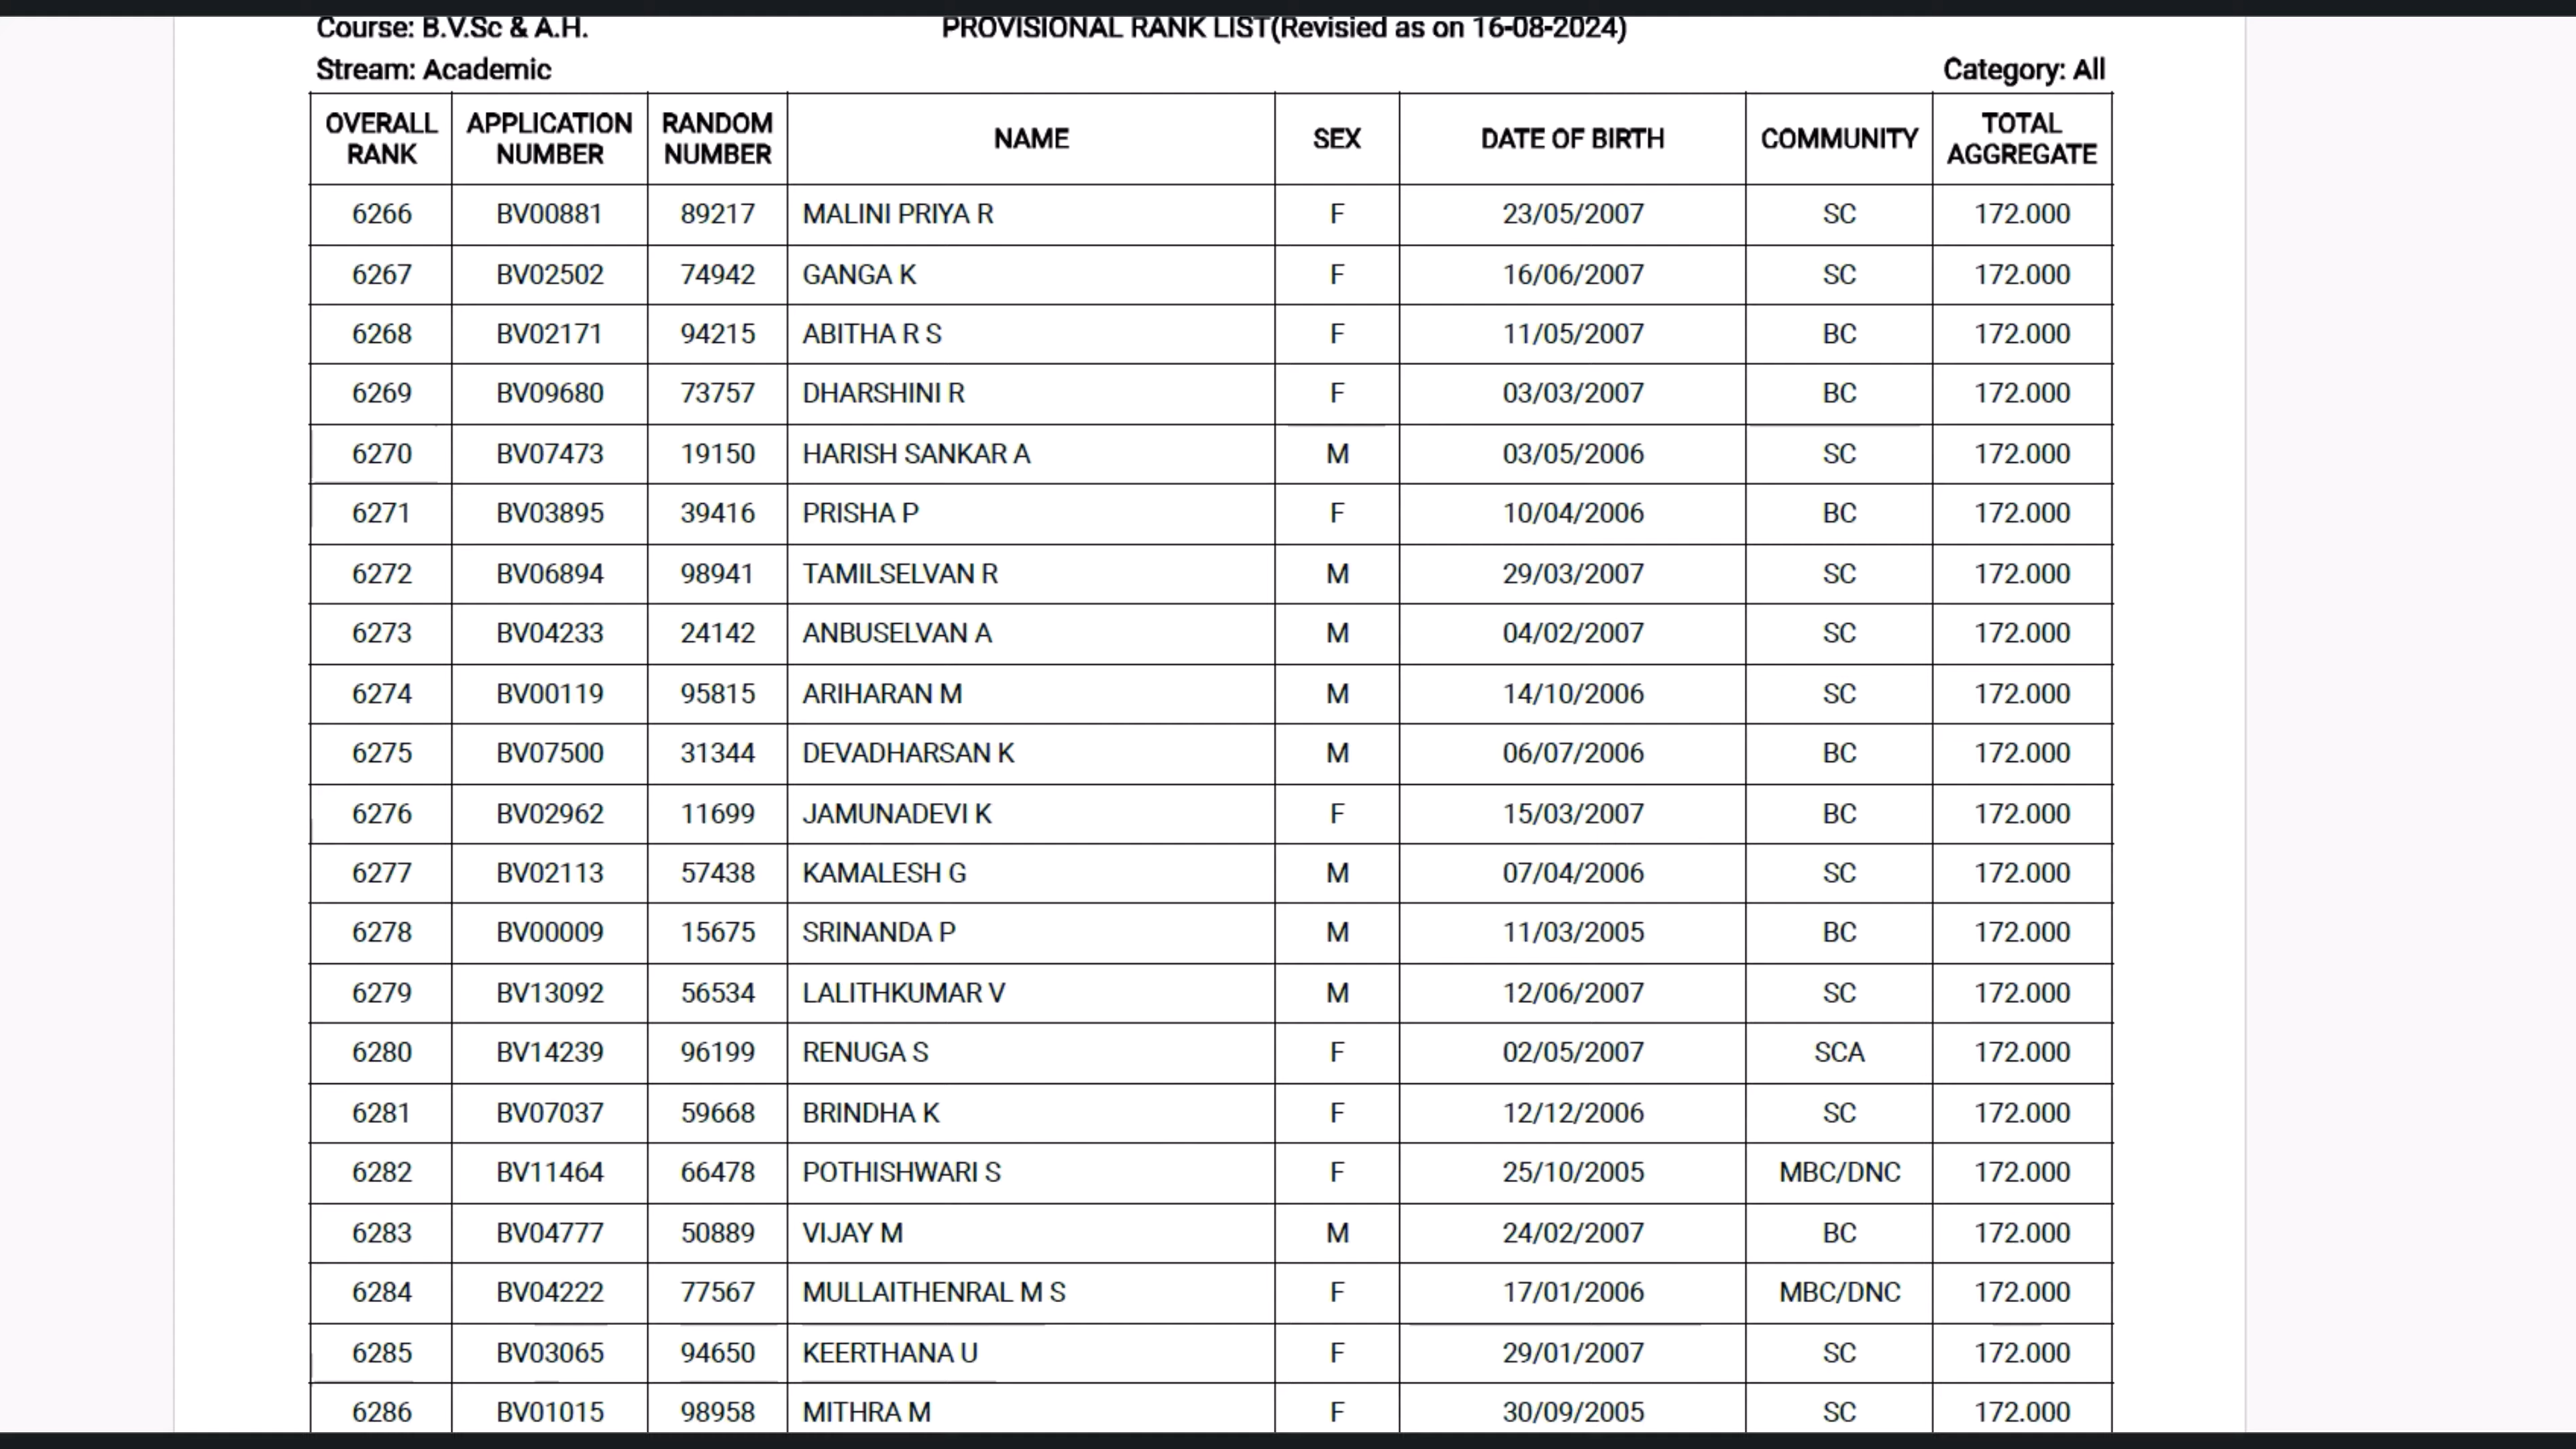 Course: B.V.Sc & A.H. PROVISIONAL RANK LIST(Revisied as on 16-08-2024)
Stream: Academic Category: All
OVERALL RANK APPLICATION NUMBER RANDOM NUMBER NAME SEX DATE OF BIRTH COMMUNITY TOTAL AGGREGATE
6266 BV00881 89217 MALINI PRIYA R F 23/05/2007 SC 172.000
6267 BV02502 74942 GANGA K F 16/06/2007 SC 172.000
6268 BV02171 94215 ABITHA R S F 11/05/2007 BC 172.000
6269 BV09680 73757 DHARSHINI R F 03/03/2007 BC 172.000
6270 BV07473 19150 HARISH SANKAR A M 03/05/2006 SC 172.000
6271 BV03895 39416 PRISHA P F 10/04/2006 BC 172.000
6272 BV06894 98941 TAMILSELVAN R M 29/03/2007 SC 172.000
6273 BV04233 24142 ANBUSELVAN A M 04/02/2007 SC 172.000
6274 BV00119 95815 ARIHARAN M M 14/10/2006 SC 172.000
6275 BV07500 31344 DEVADHARSAN K M 06/07/2006 BC 172.000
6276 BV02962 11699 JAMUNADEVI K F 15/03/2007 BC 172.000
6277 BV02113 57438 KAMALESH G M 07/04/2006 SC 172.000
6278 BV00009 15675 SRINANDA P M 11/03/2005 BC 172.000
6279 BV13092 56534 LALITHKUMAR V M 12/06/2007 SC 172.000
6280 BV14239 96199 RENUGA S F 02/05/2007 SCA 172.000
6281 BV07037 59668 BRINDHA K F 12/12/2006 SC 172.000
6282 BV11464 66478 POTHISHWARI S F 25/10/2005 MBC/DNC 172.000
6283 BV04777 50889 VIJAY M M 24/02/2007 BC 172.000
6284 BV04222 77567 MULLAITHENRAL M S F 17/01/2006 MBC/DNC 172.000
6285 BV03065 94650 KEERTHANA U F 29/01/2007 SC 172.000
6286 BV01015 98958 MITHRA M F 30/09/2005 SC 172.000